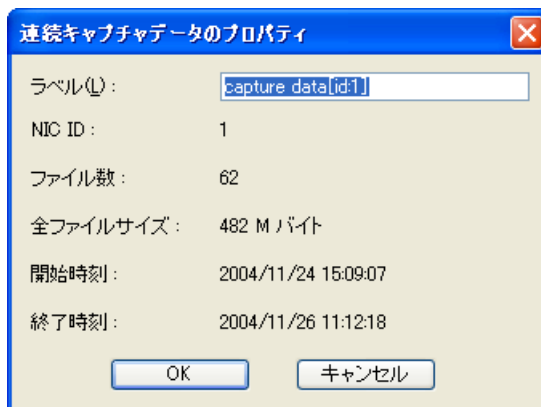 連続キャプチャデータのプロパティ
ラベル(L): capture data[id:1]
NIC ID: 1
ファイル数: 62
全ファイルサイズ: 482 M バイト
開始時刻: 2004/11/24 15:09:07
終了時刻: 2004/11/26 11:12:18
OK キャンセル